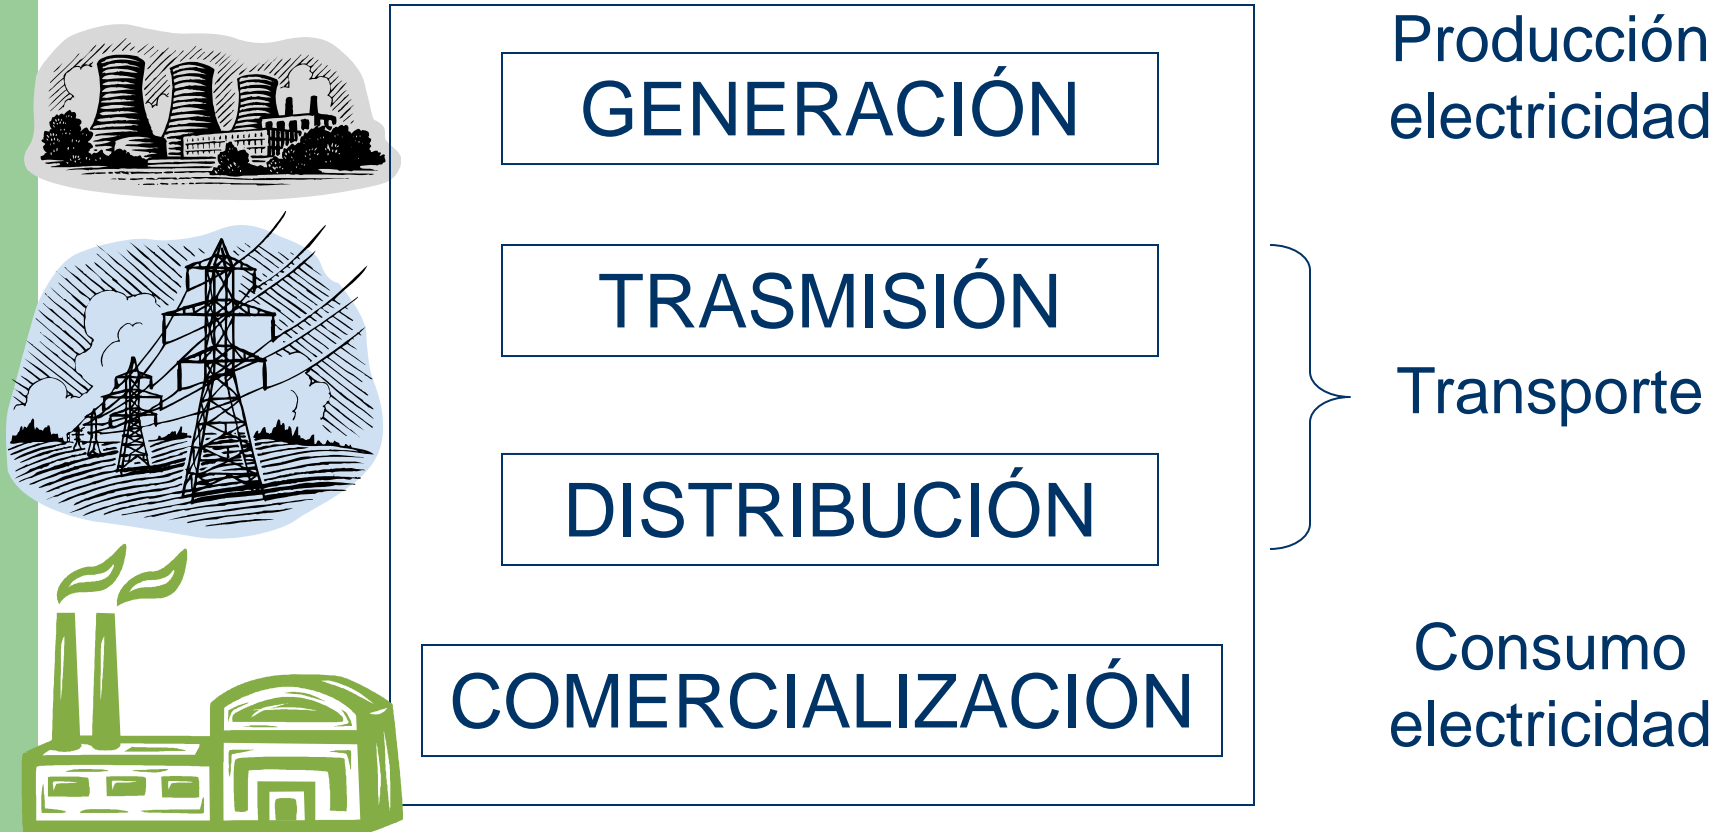 GENERACIÓN
Producción
electricidad
TRASMISIÓN
Transporte
DISTRIBUCIÓN
COMERCIALIZACIÓN
Consumo
electricidad